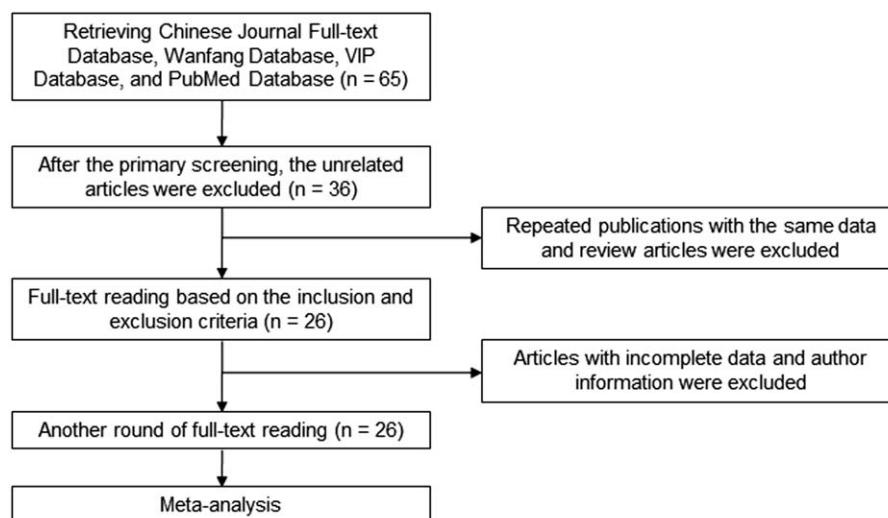 Retrieving Chinese Journal Full-text
Database, Wanfang Database, VIP
Database, and PubMed Database (n = 65)
After the primary screening, the unrelated
articles were excluded (n = 36)
Repeated publications with the same data
and review articles were excluded
Full-text reading based on the inclusion and
exclusion criteria (n = 26)
Articles with incomplete data and author
information were excluded
Another round of full-text reading (n = 26)
Meta-analysis